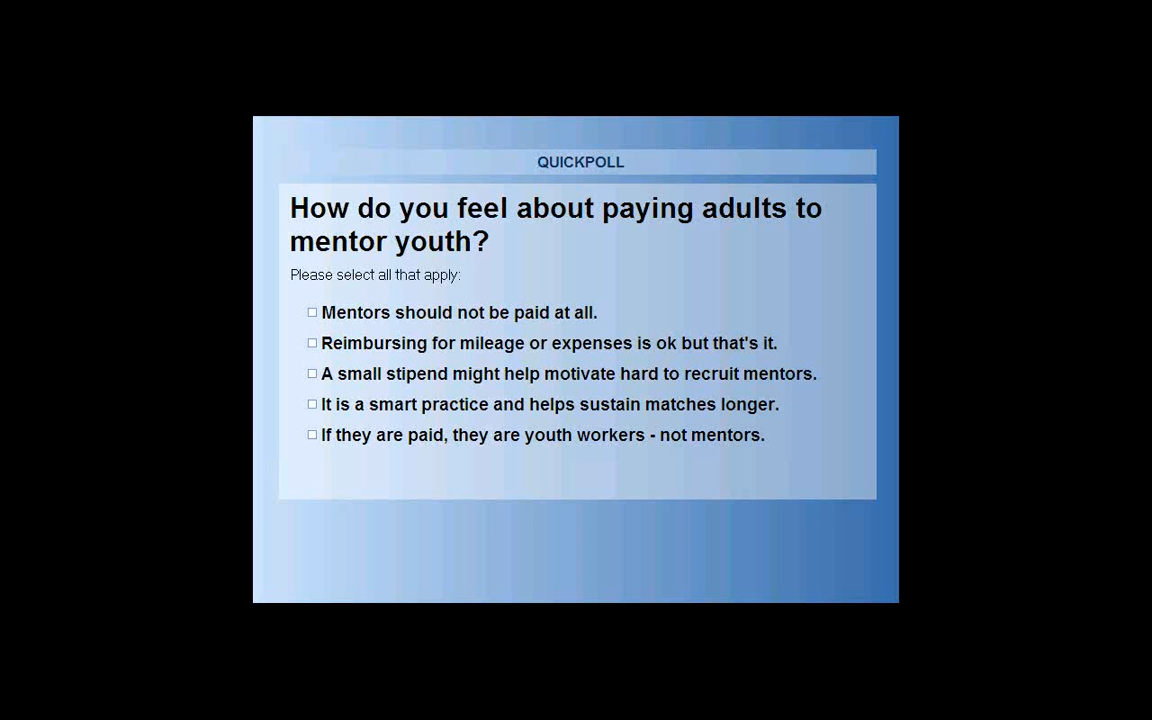 QUICKPOLL
How do you feel about paying adults to
mentor youth?
Please select all that apply:
Mentors should not be paid at all.
Reimbursing for mileage or expenses is ok but that's it.
A small stipend might help motivate hard to recruit mentors.
It is a smart practice and helps sustain matches longer.
If they are paid, they are youth workers - not mentors.